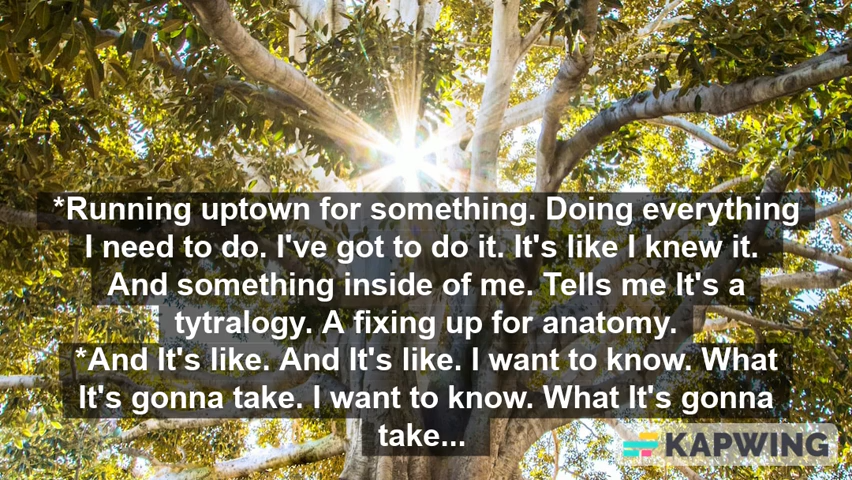 *Running uptown for something. Doing everything
I need to do. I've got to do it. It's like I knew it.
And something inside of me. Tells me It's a
tytralogy. A fixing up for anatomy.
*And It's like. And It's like. I want to know. What
It's gonna take. I want to know. What It's gonna
take...
KAPWING